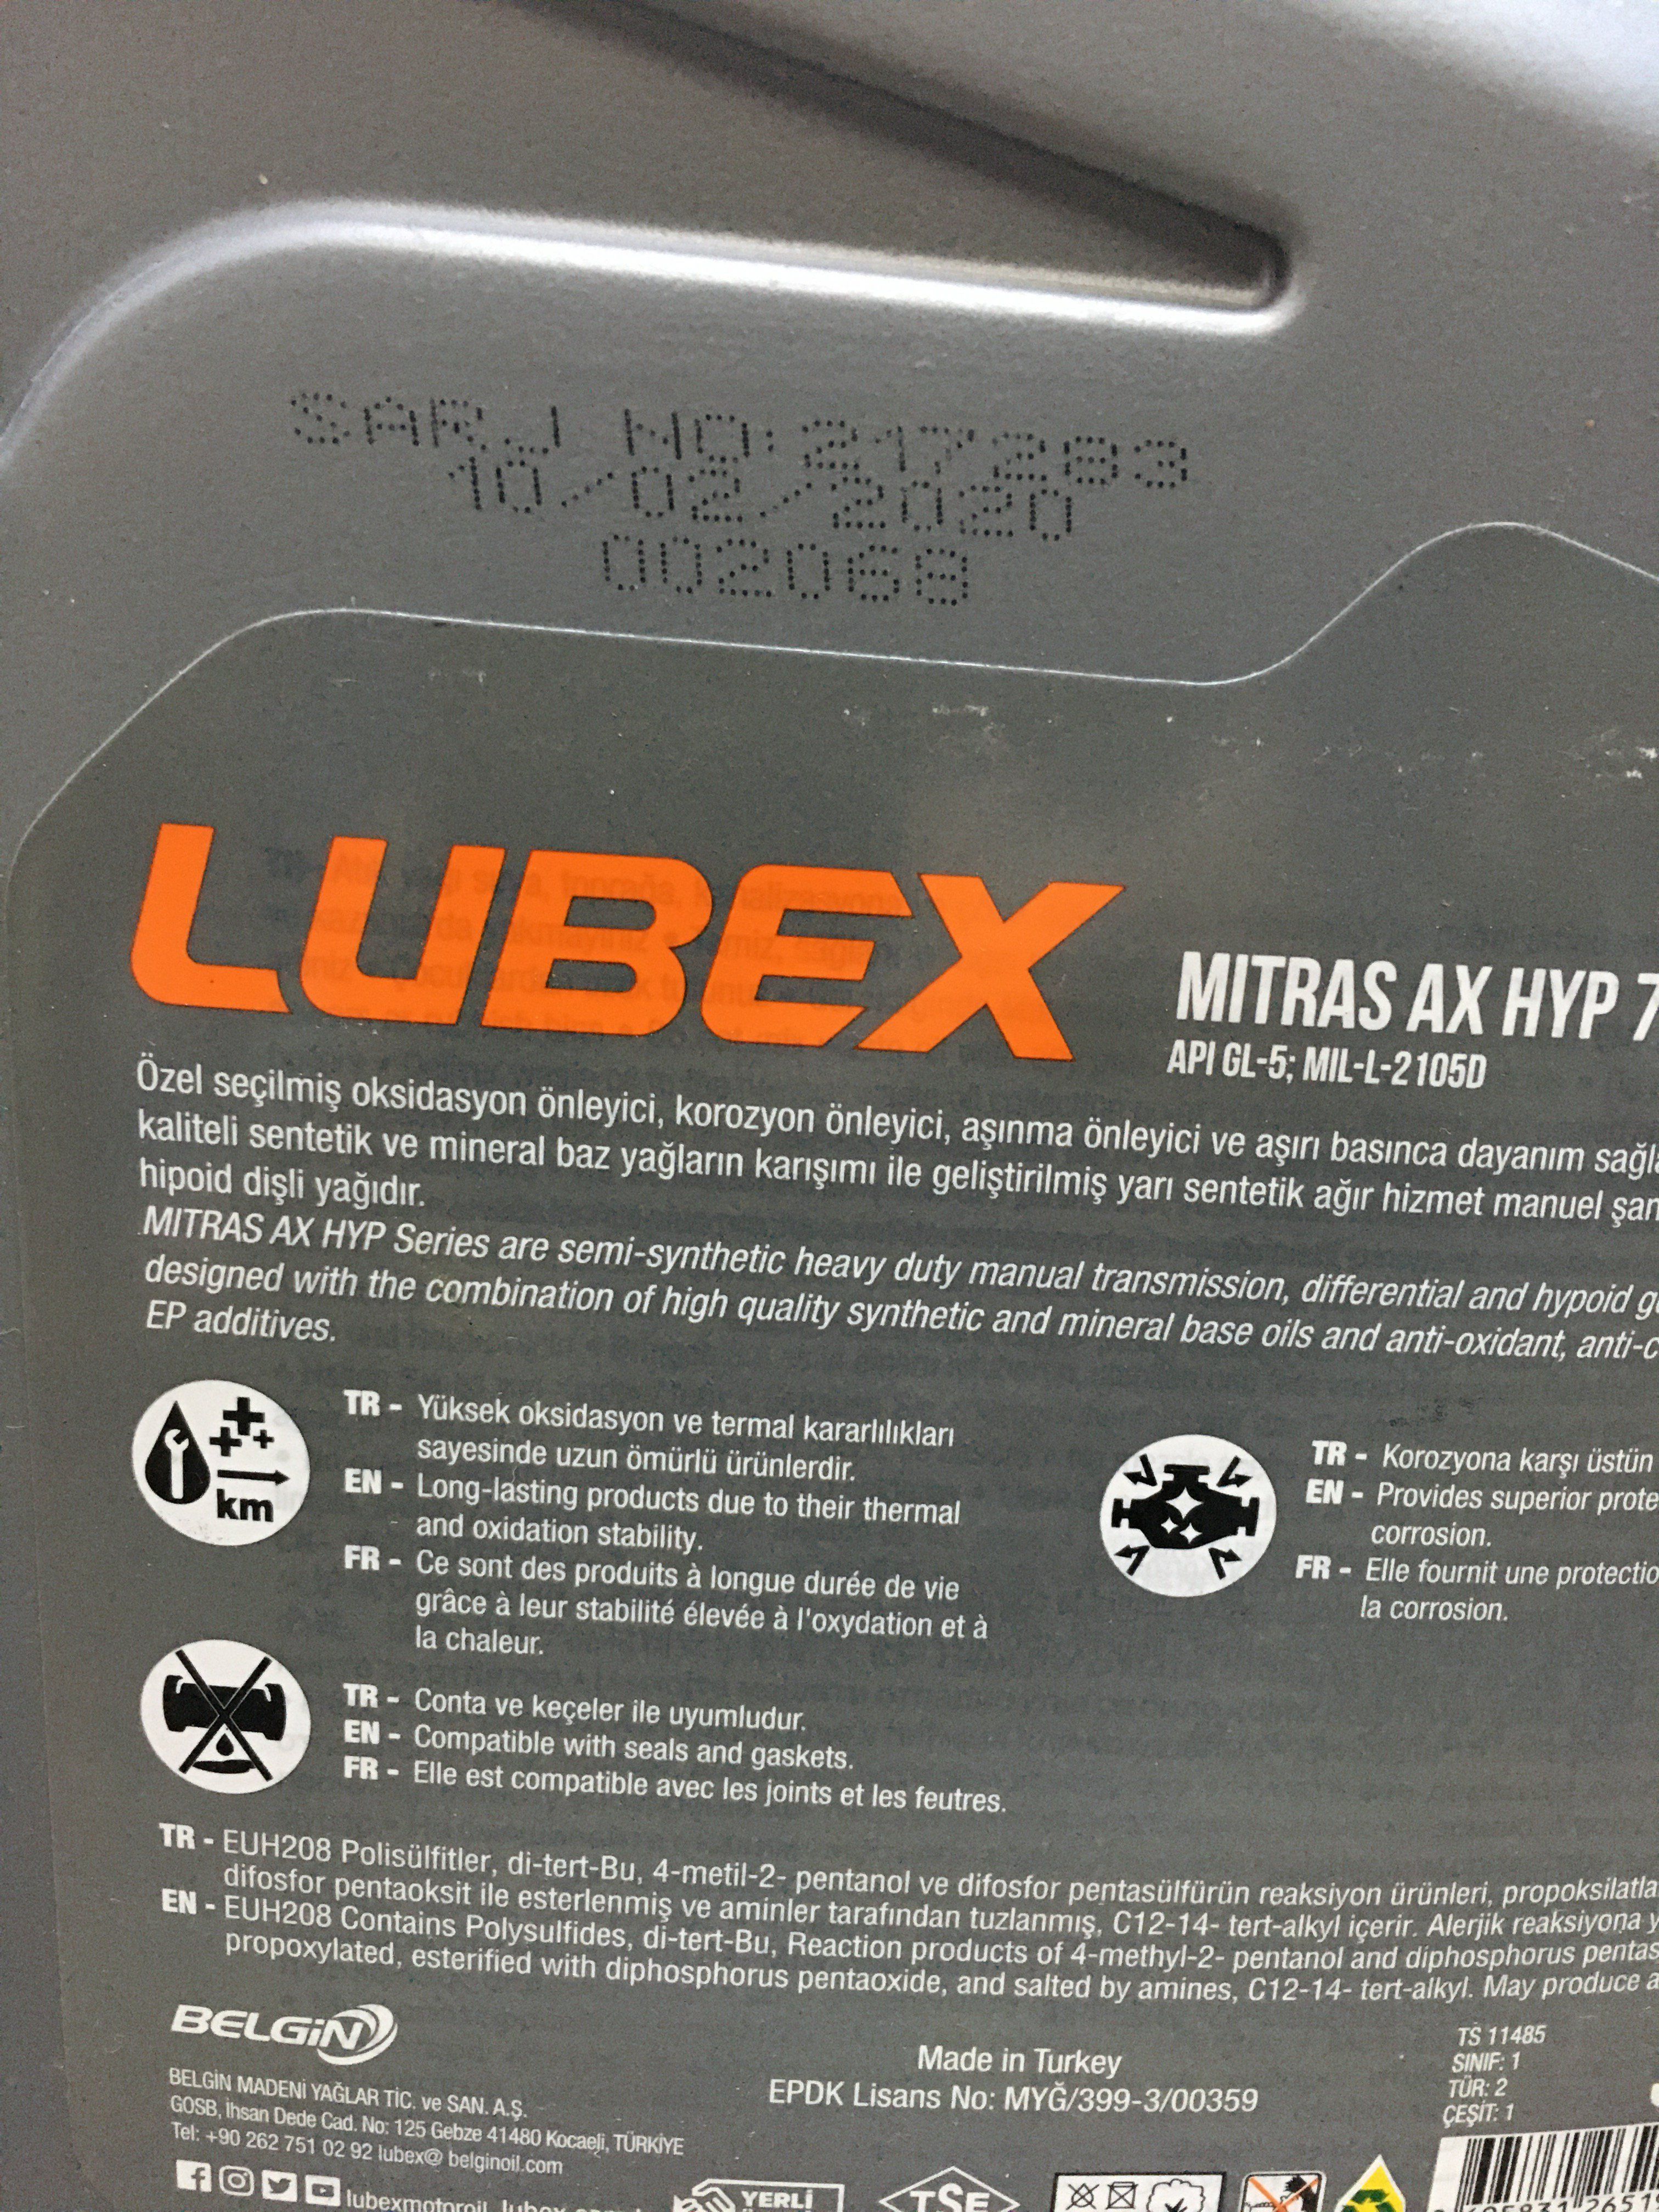 SARJ NO:217283
10/02/2020
002068
LUBEX
MITRAS AX HYP 7
API GL-5; MIL-L-2105D
Özel seçilmiş oksidasyon önleyici, korozyon önleyici, aşınma önleyici ve aşırı basınca dayanım sağla
kaliteli sentetik ve mineral baz yağların karışımı ile geliştirilmiş yarı sentetik ağır hizmet manuel şan
hipoid dişli yağıdır.
MITRAS AX HYP Series are semi-synthetic heavy duty manual transmission, differential and hypoid g
designed with the combination of high quality synthetic and mineral base oils and anti-oxidant, anti-c
EP additives.
km
TR - Yüksek oksidasyon ve termal kararlılıkları
sayesinde uzun ömürlü ürünlerdir.
EN - Long-lasting products due to their thermal
and oxidation stability.
FR - Ce sont des produits à longue durée de vie
grâce à leur stabilité élevée à l'oxydation et à
la chaleur.
TR - Korozyona karşı üstün
EN - Provides superior prote
corrosion.
FR - Elle fournit une protectio
la corrosion.
TR - Conta ve keçeler ile uyumludur.
EN - Compatible with seals and gaskets.
FR - Elle est compatible avec les joints et les feutres.
TR - EUH208 Polisülfitler, di-tert-Bu, 4-metil-2- pentanol ve difosfor pentasülfürün reaksiyon ürünleri, propoksilatla
difosfor pentaoksit ile esterlenmiş ve aminler tarafından tuzlanmış, C12-14- tert-alkyl içerir. Alerjik reaksiyona y
EN - EUH208 Contains Polysulfides, di-tert-Bu, Reaction products of 4-methyl-2- pentanol and diphosphorus pentas
propoxylated, esterified with diphosphorus pentaoxide, and salted by amines, C12-14- tert-alkyl. May produce a
BELGİN
BELGİN MADENİ YAĞLAR TİC. ve SAN. A.Ş.
GOSB, İhsan Dede Cad. No: 125 Gebze 41480 Kocaeli, TÜRKİYE
Tel: +90 262 751 02 92 lubex@ belginoil.com
lubexmotoroil
Made in Turkey
EPDK Lisans No: MYĞ/399-3/00359
TS 11485
SINIF: 1
TÜR: 2
ÇEŞİT: 1
YERLİ
TSE